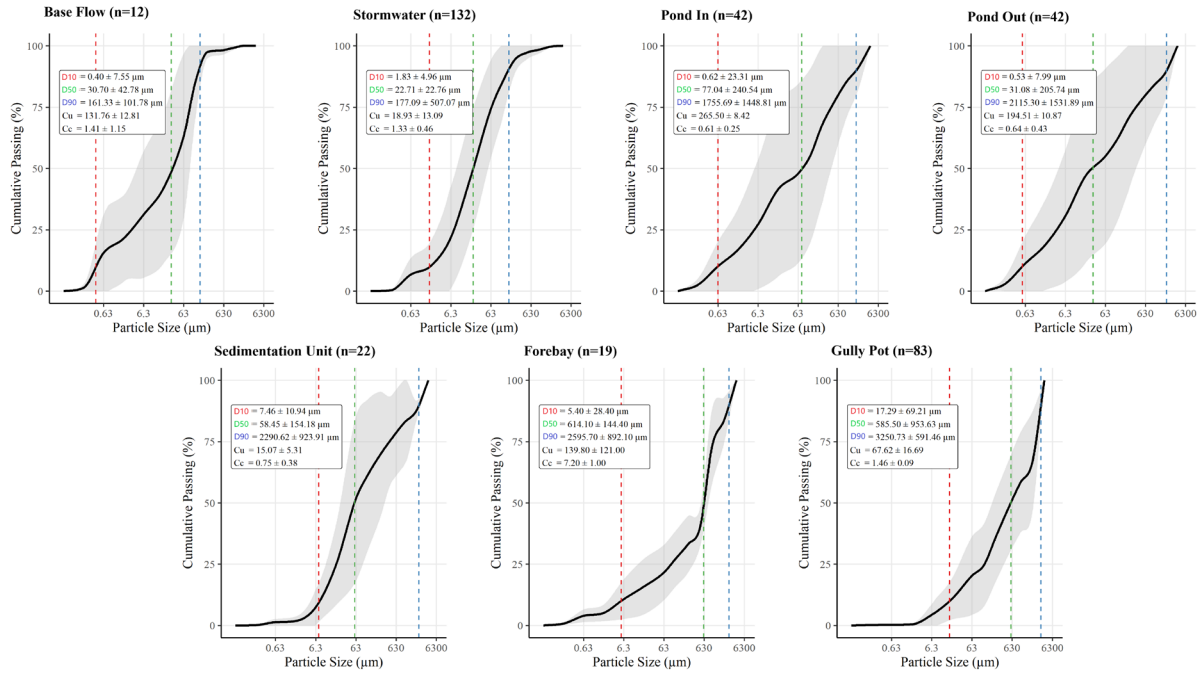 Base Flow (n=12)
Cumulative Passing (%)
100
75
50
25
0
D10 = 0.40 ± 7.55 µm
D50 = 30.70 ± 42.78 µm
D90 = 161.33 ± 101.78 µm
Cu = 131.76 ± 12.81
Cc = 1.41 ± 1.15
0.63 6.3 63 630 6300
Particle Size (µm)
Stormwater (n=132)
Cumulative Passing (%)
100
75
50
25
0
D10 = 1.83 ± 4.96 µm
D50 = 22.71 ± 22.76 µm
D90 = 177.09 ± 507.07 µm
Cu = 18.93 ± 13.09
Cc = 1.33 ± 0.46
0.63 6.3 63 630 6300
Particle Size (µm)
Pond In (n=42)
Cumulative Passing (%)
100
75
50
25
0
D10 = 0.62 ± 23.31 µm
D50 = 77.04 ± 240.54 µm
D90 = 1755.69 ± 1448.81 µm
Cu = 265.50 ± 8.42
Cc = 0.61 ± 0.25
0.63 6.3 63 630 6300
Particle Size (µm)
Pond Out (n=42)
Cumulative Passing (%)
100
75
50
25
0
D10 = 0.53 ± 7.99 µm
D50 = 31.08 ± 205.74 µm
D90 = 2115.30 ± 1531.89 µm
Cu = 194.51 ± 10.87
Cc = 0.64 ± 0.43
0.63 6.3 63 630 6300
Particle Size (µm)
Sedimentation Unit (n=22)
Cumulative Passing (%)
100
75
50
25
0
D10 = 7.46 ± 10.94 µm
D50 = 58.45 ± 154.18 µm
D90 = 2290.62 ± 923.91 µm
Cu = 15.07 ± 5.31
Cc = 0.75 ± 0.38
0.63 6.3 63 630 6300
Particle Size (µm)
Forebay (n=19)
Cumulative Passing (%)
100
75
50
25
0
D10 = 5.40 ± 28.40 µm
D50 = 614.10 ± 144.40 µm
D90 = 2595.70 ± 892.10 µm
Cu = 139.80 ± 121.00
Cc = 7.20 ± 1.00
0.63 6.3 63 630 6300
Particle Size (µm)
Gully Pot (n=83)
Cumulative Passing (%)
100
75
50
25
0
D10 = 17.29 ± 69.21 µm
D50 = 585.50 ± 953.63 µm
D90 = 3250.73 ± 591.46 µm
Cu = 67.62 ± 16.69
Cc = 1.46 ± 0.09
0.63 6.3 63 630 6300
Particle Size (µm)